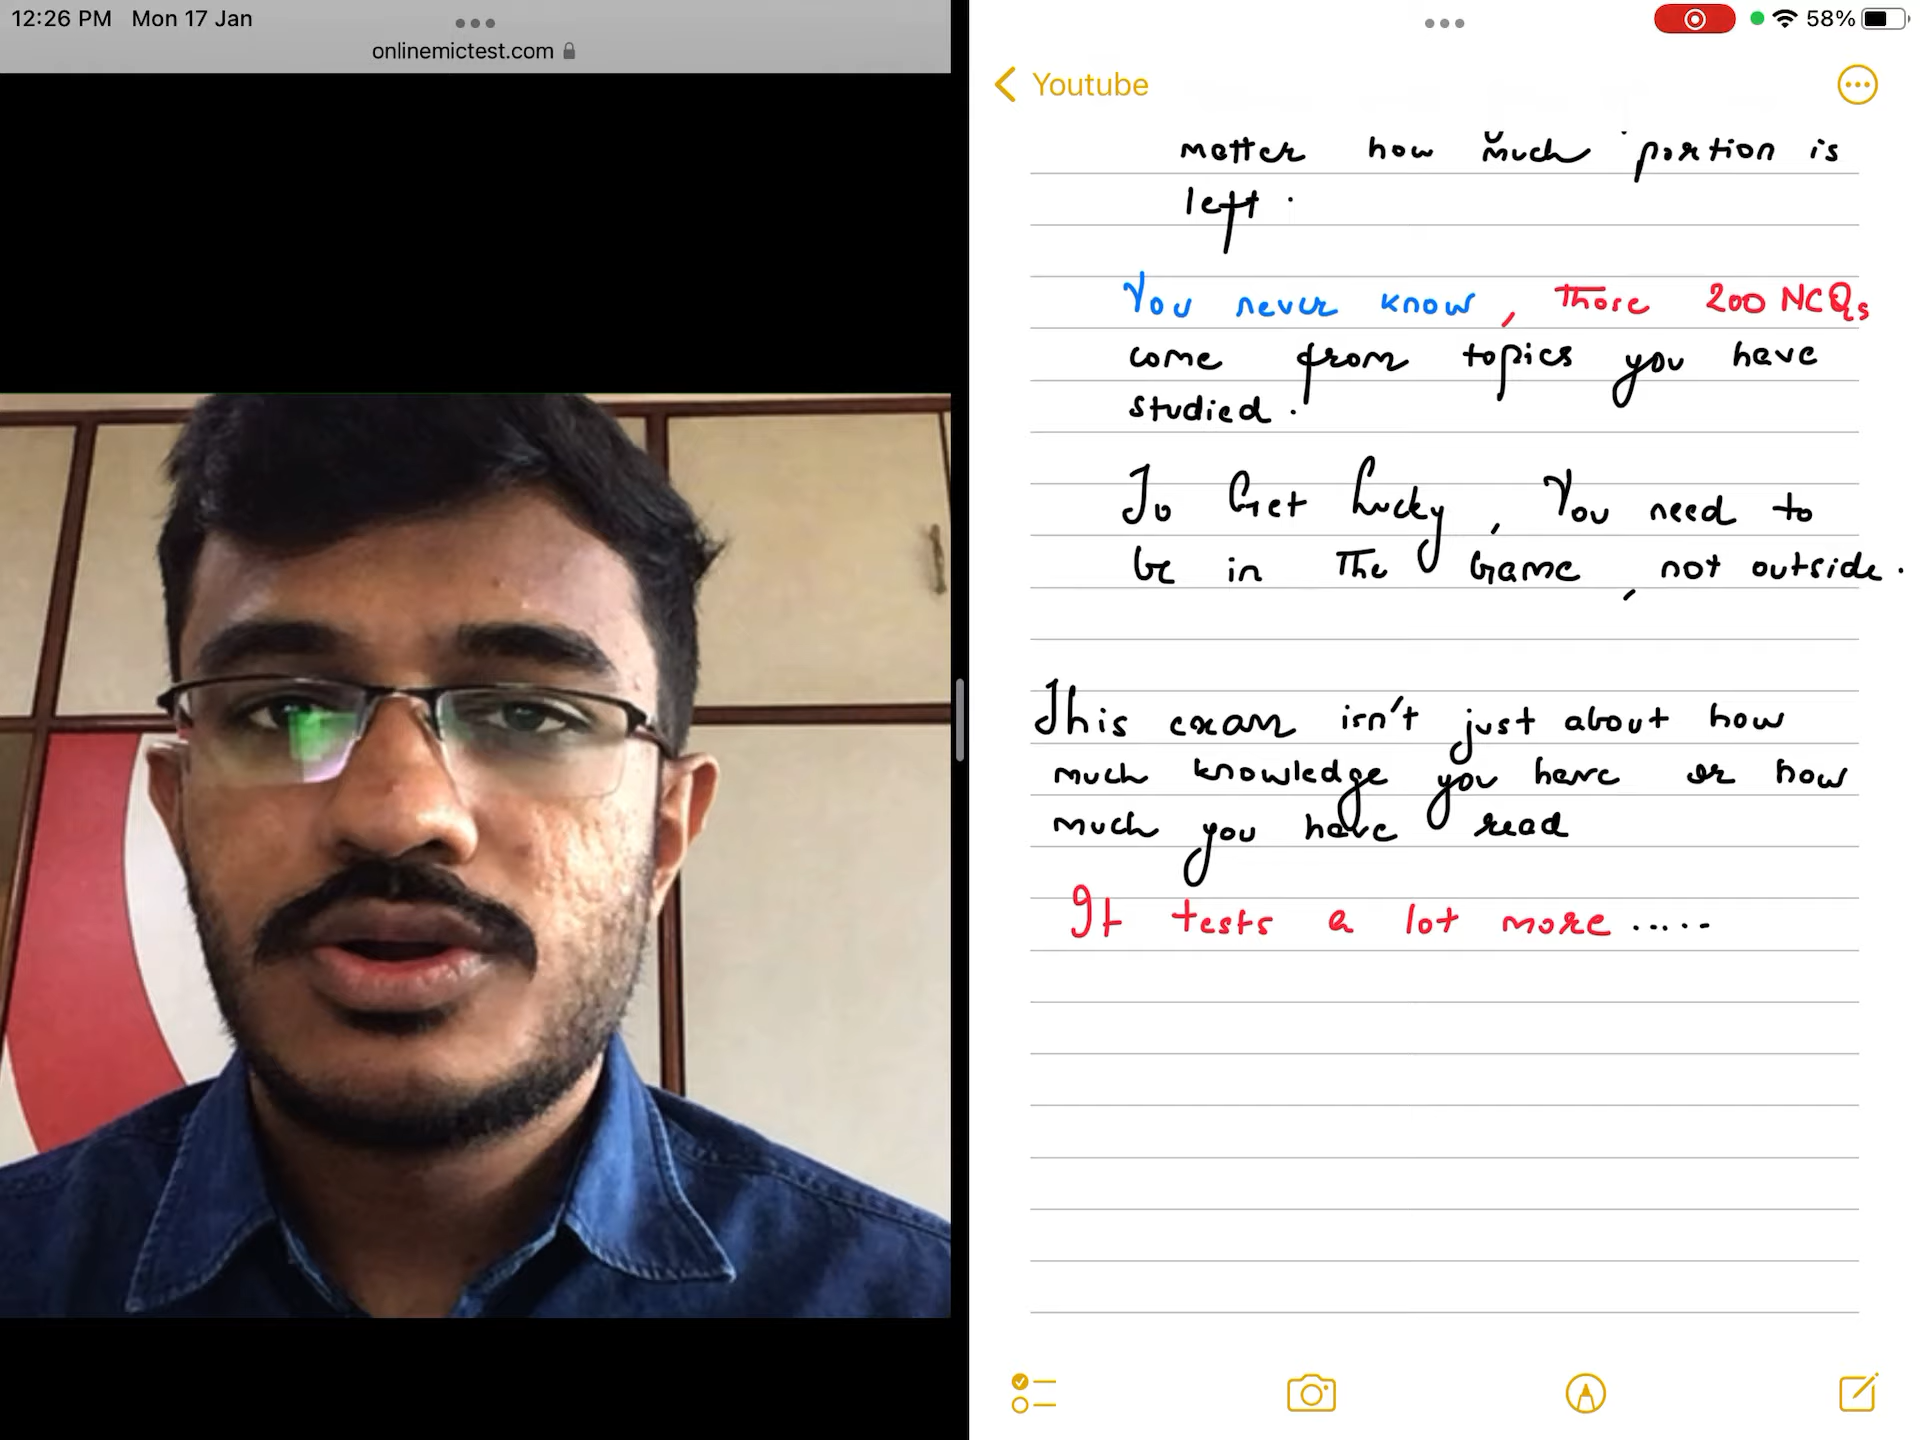 12:26 PM Mon 17 Jan
onlinemictest.com
58%
Youtube
matter how much portion is
left.
You never know, those 200 MCQs
come from topics you have
studied.
To Get Lucky, You need to
be in the Game, not outside.
This exam isn't just about how
much knowledge you have or how
much you have read
It tests a lot more .....